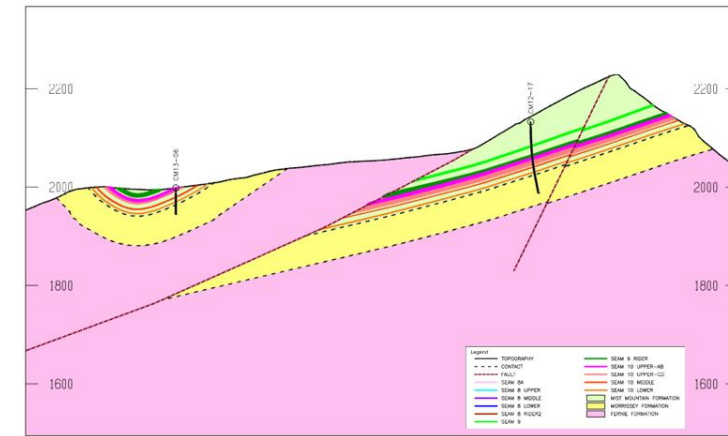 2200
2200
CM12-17
CM13-06
2000
2000
1800
1800
1600
1600
Legend
TOPOGRAPHY
CONTACT
FAULT
SEAM 8A
SEAM 8 UPPER
SEAM 8 MIDDLE
SEAM 8 LOWER
SEAM 8 RIDER2
SEAM 9
SEAM 9 RIDER
SEAM 10 UPPER-AB
SEAM 10 UPPER-CD
SEAM 10 MIDDLE
SEAM 10 LOWER
MIST MOUNTAIN FORMATION
MORRISSEY FORMATION
FERNIE FORMATION